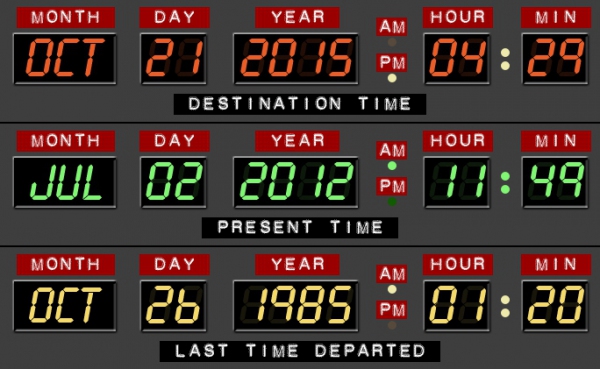 MONTH DAY YEAR AM HOUR MIN
OCT 21 2015 PM 04:29
DESTINATION TIME
MONTH DAY YEAR AM HOUR MIN
JUL 02 2012 PM 11:49
PRESENT TIME
MONTH DAY YEAR AM HOUR MIN
OCT 26 1985 PM 01:20
LAST TIME DEPARTED